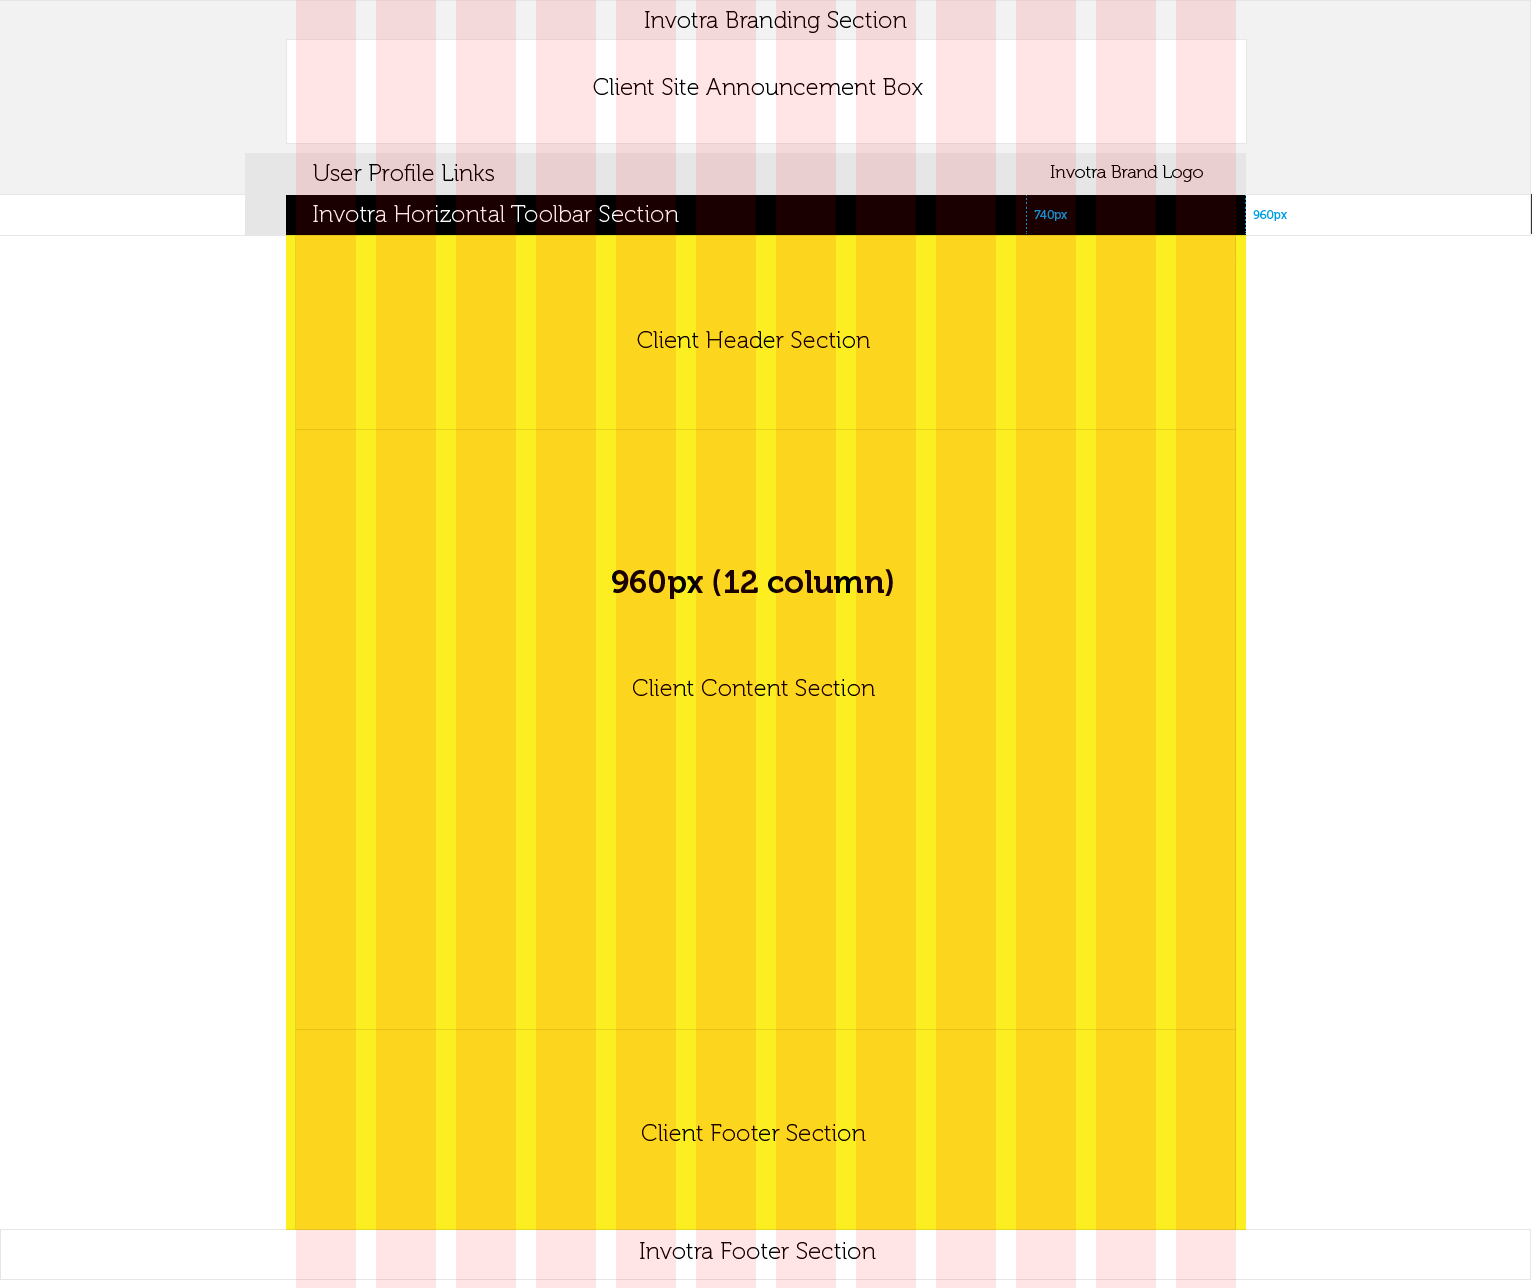 Invotra Branding Section
Client Site Announcement Box
User Profile Links
Invotra Brand Logo
Invotra Horizontal Toolbar Section
740px
960px
Client Header Section
960px (12 column)
Client Content Section
Client Footer Section
Invotra Footer Section